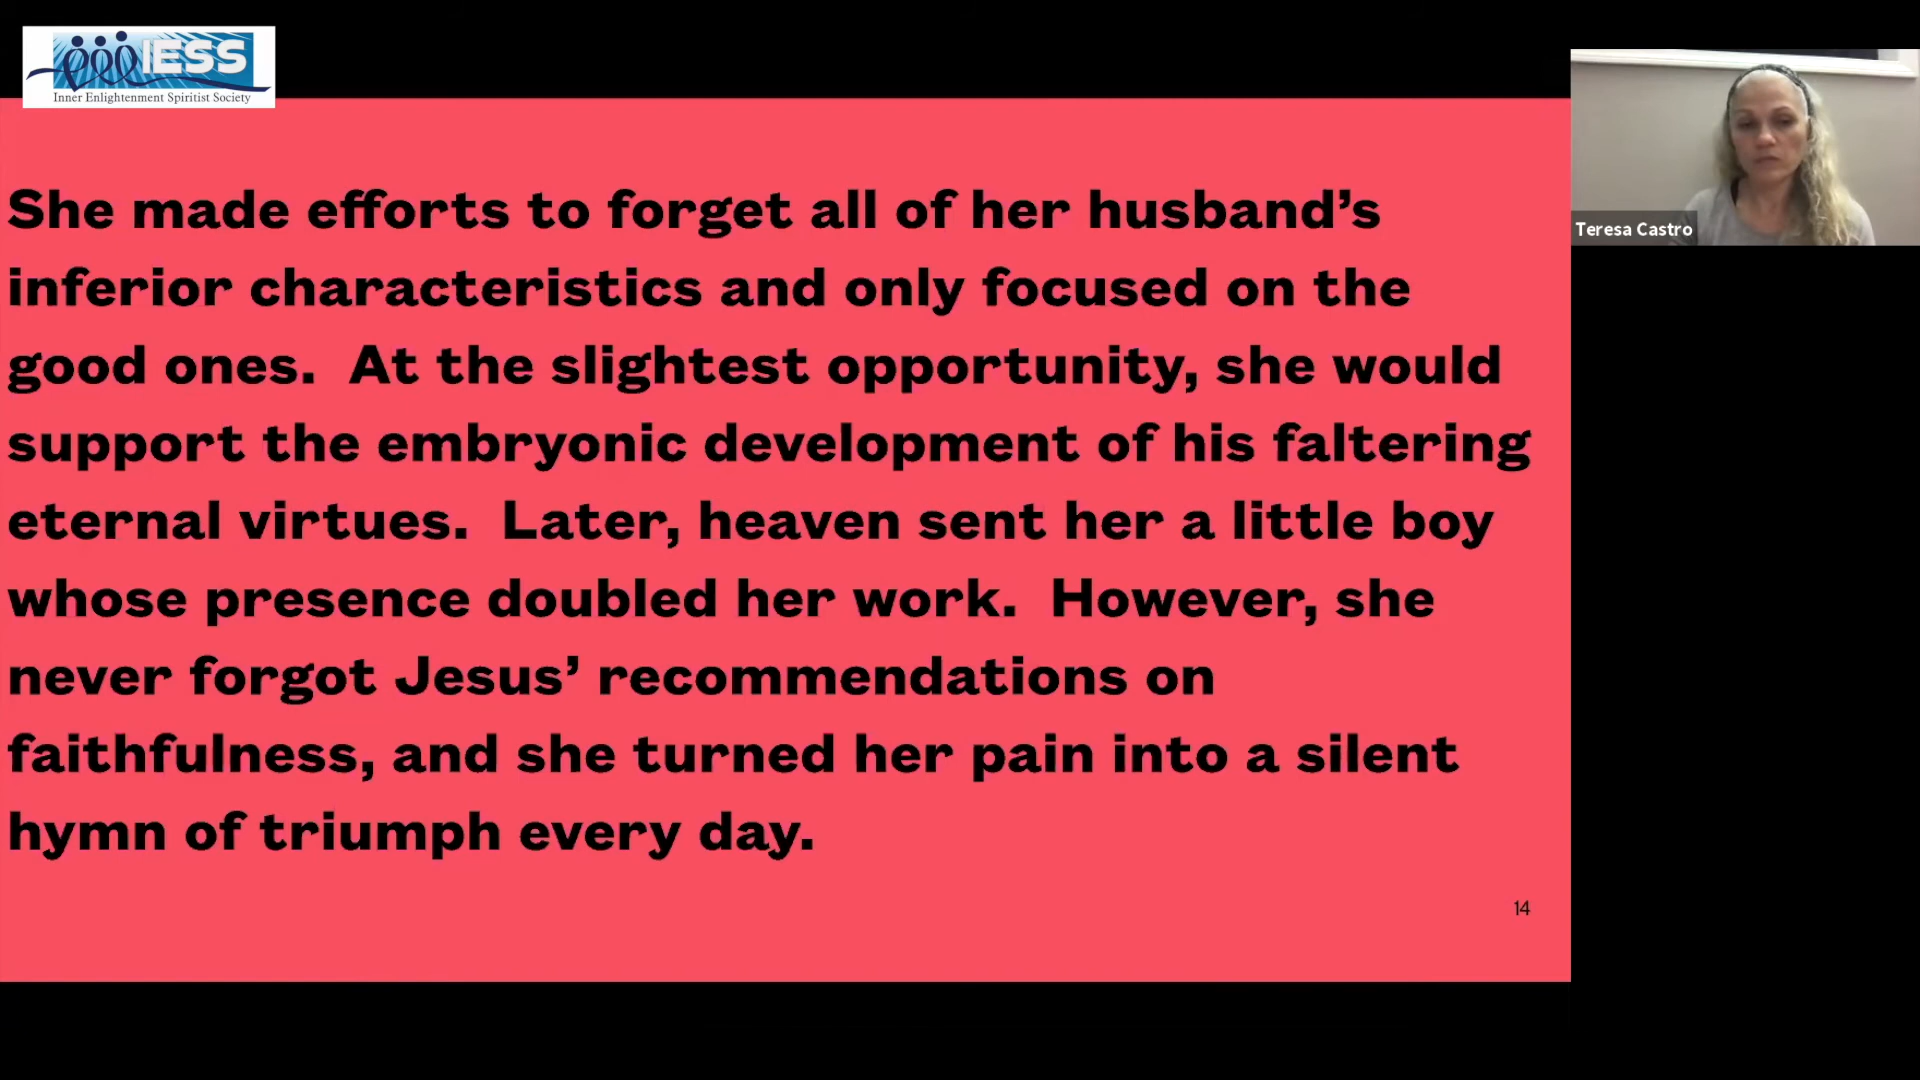 IESS
Inner Enlightenment Spiritist Society
She made efforts to forget all of her husband’s
inferior characteristics and only focused on the
good ones.  At the slightest opportunity, she would
support the embryonic development of his faltering
eternal virtues.  Later, heaven sent her a little boy
whose presence doubled her work.  However, she
never forgot Jesus’ recommendations on
faithfulness, and she turned her pain into a silent
hymn of triumph every day.
14
Teresa Castro